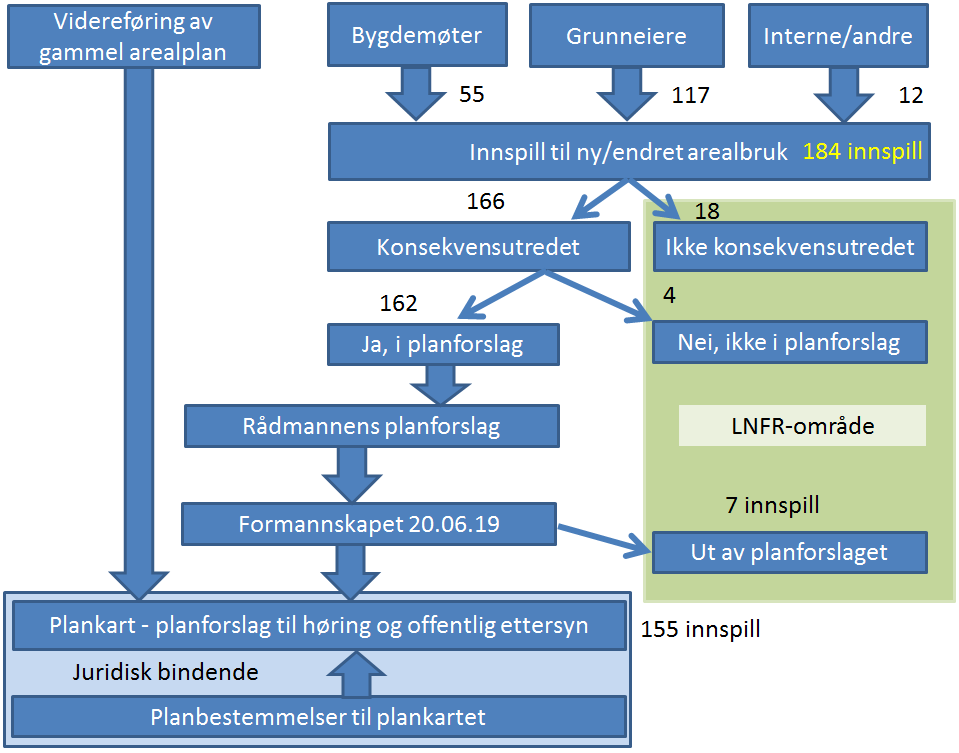 Videreføring av
gammel arealplan
Bygdemøter
Grunneiere
Interne/andre
55
117
12
Innspill til ny/endret arealbruk 184 innspill
166
18
Konsekvensutredet
Ikke konsekvensutredet
162
4
Ja, i planforslag
Nei, ikke i planforslag
Rådmannens planforslag
LNFR-område
7 innspill
Formannskapet 20.06.19
Ut av planforslaget
Plankart - planforslag til høring og offentlig ettersyn
155 innspill
Juridisk bindende
Planbestemmelser til plankartet